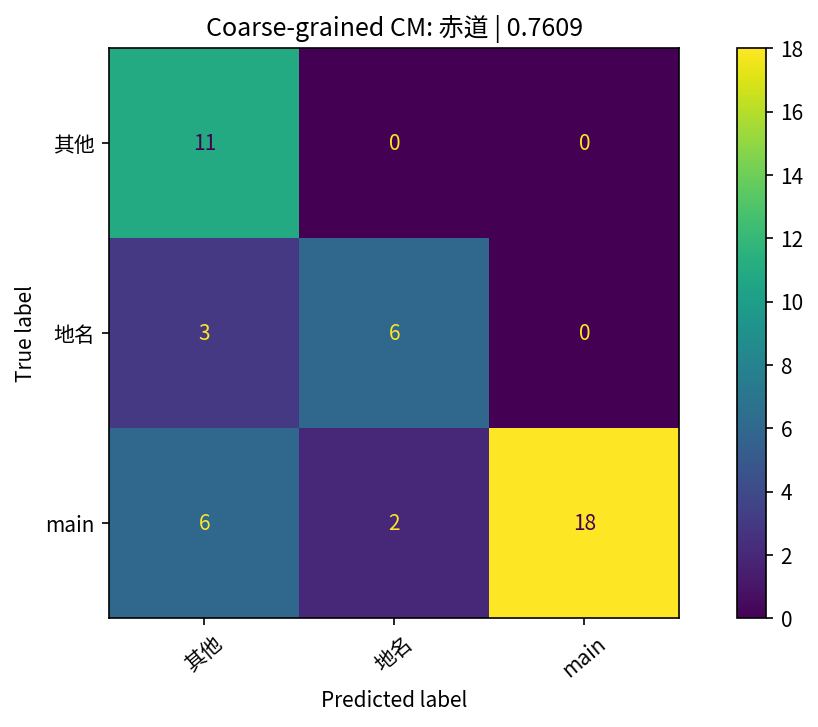 Coarse-grained CM: 赤道 | 0.7609
True label
其他
11
0
0
地名
3
6
0
main
6
2
18
其他
地名
main
Predicted label
18
16
14
12
10
8
6
4
2
0